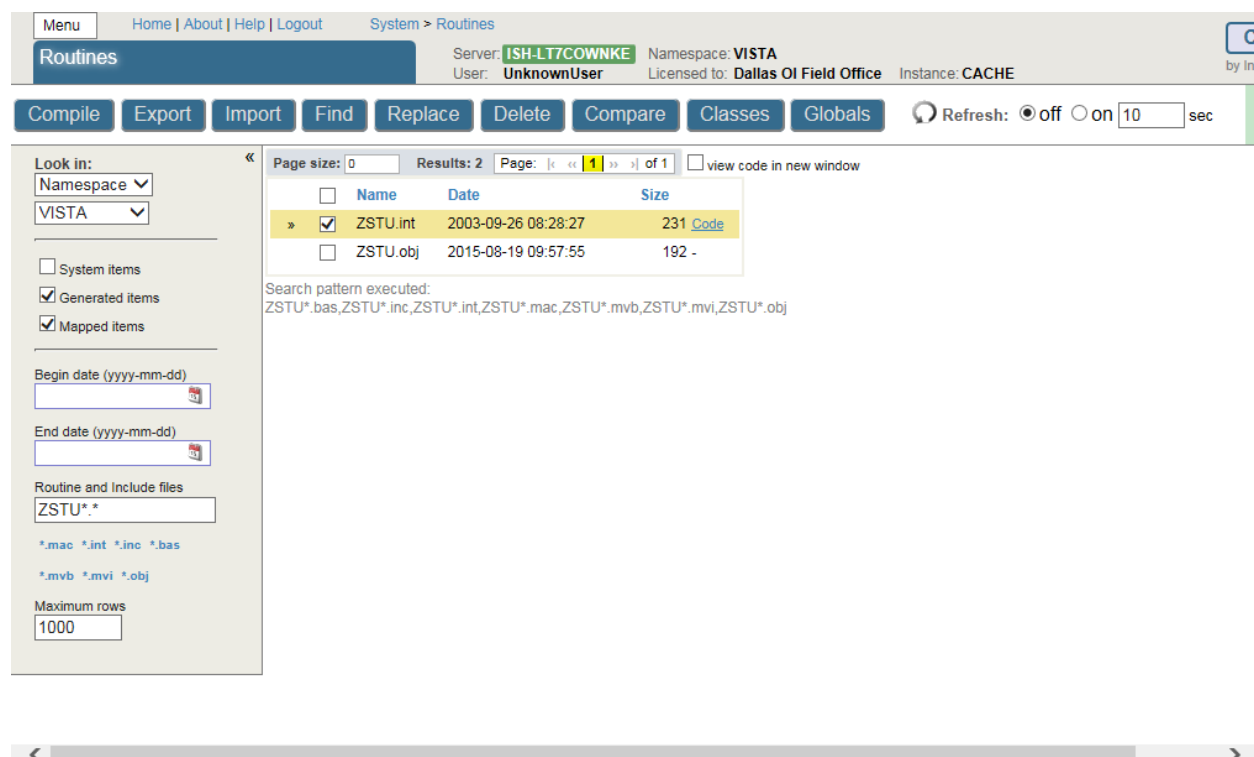 Menu Home | About | Help | Logout System > Routines
Routines Server: ISH-LT7COWNKE Namespace: VISTA
User: UnknownUser Licensed to: Dallas OI Field Office Instance: CACHE
by In
Compile Export Import Find Replace Delete Compare Classes Globals Refresh: off on 10 sec
Look in: «
Namespace
VISTA
System items
Generated items
Mapped items
Begin date (yyyy-mm-dd)
End date (yyyy-mm-dd)
Routine and Include files
ZSTU*.*
*.mac *.int *.inc *.bas
*.mvb *.mvi *.obj
Maximum rows
1000
Page size: 0 Results: 2 Page: |‹ ‹‹ 1 ›› ›| of 1 view code in new window
Name Date Size
» ZSTU.int 2003-09-26 08:28:27 231 Code
ZSTU.obj 2015-08-19 09:57:55 192 -
Search pattern executed:
ZSTU*.bas,ZSTU*.inc,ZSTU*.int,ZSTU*.mac,ZSTU*.mvb,ZSTU*.mvi,ZSTU*.obj